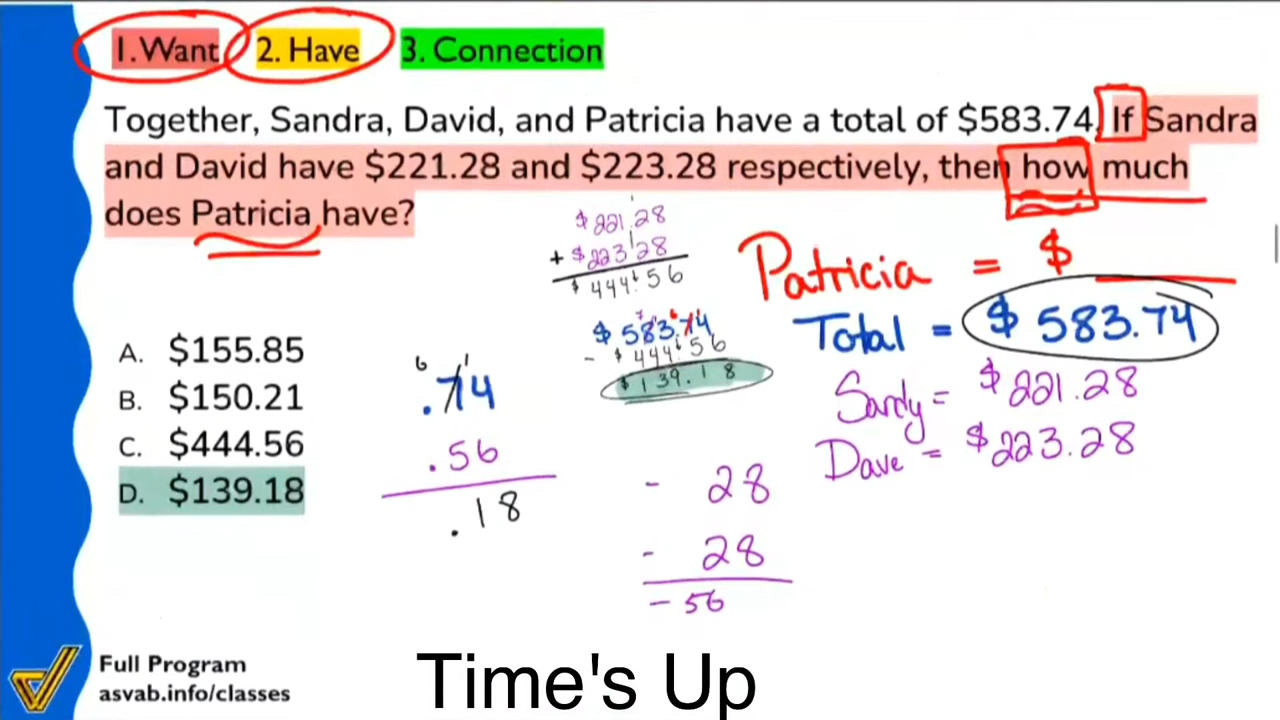 1. Want 2. Have 3. Connection
Together, Sandra, David, and Patricia have a total of $583.74. If Sandra
and David have $221.28 and $223.28 respectively, then how much
does Patricia have?
$221.28
+ $223.28
$444.56
Patricia = $
$583.74
- $444.56
$139.18
Total = $583.74
Sandy = $221.28
Dave = $223.28
A. $155.85
B. $150.21
C. $444.56
D. $139.18
6 1
.74
.56
.18
- 28
- 28
- 56
Full Program
asvab.info/classes
Time's Up